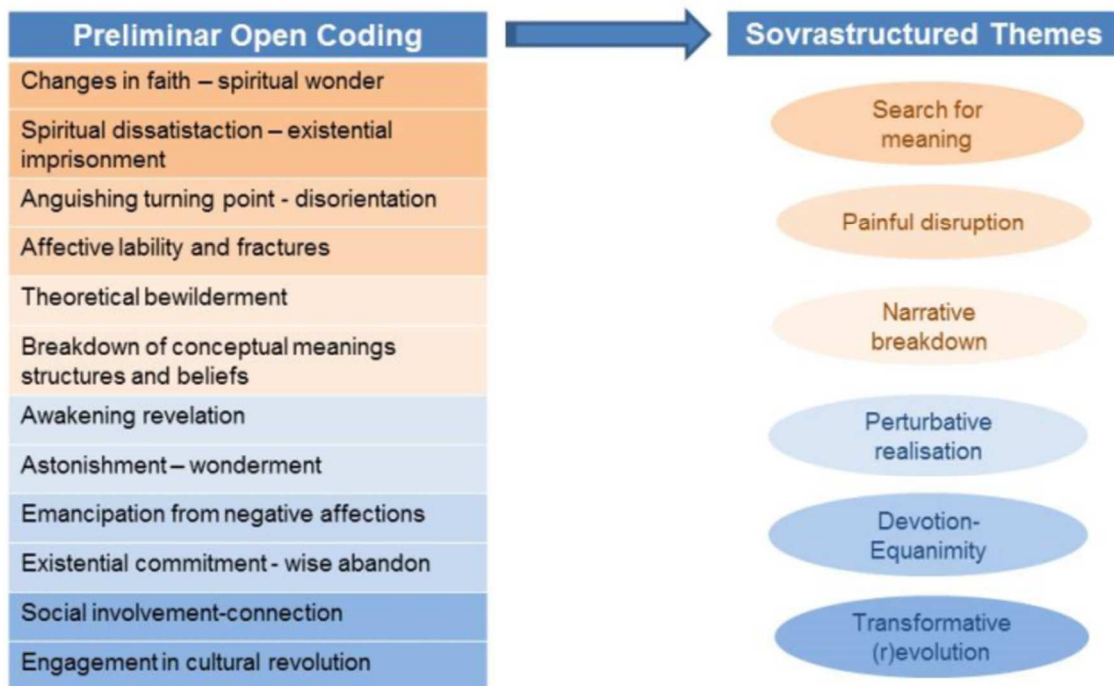 Preliminar Open Coding
Changes in faith – spiritual wonder
Spiritual dissatistaction – existential
imprisonment
Anguishing turning point - disorientation
Affective lability and fractures
Theoretical bewilderment
Breakdown of conceptual meanings
structures and beliefs
Awakening revelation
Astonishment – wonderment
Emancipation from negative affections
Existential commitment - wise abandon
Social involvement-connection
Engagement in cultural revolution
Sovrastructured Themes
Search for
meaning
Painful disruption
Narrative
breakdown
Perturbative
realisation
Devotion-
Equanimity
Transformative
(r)evolution